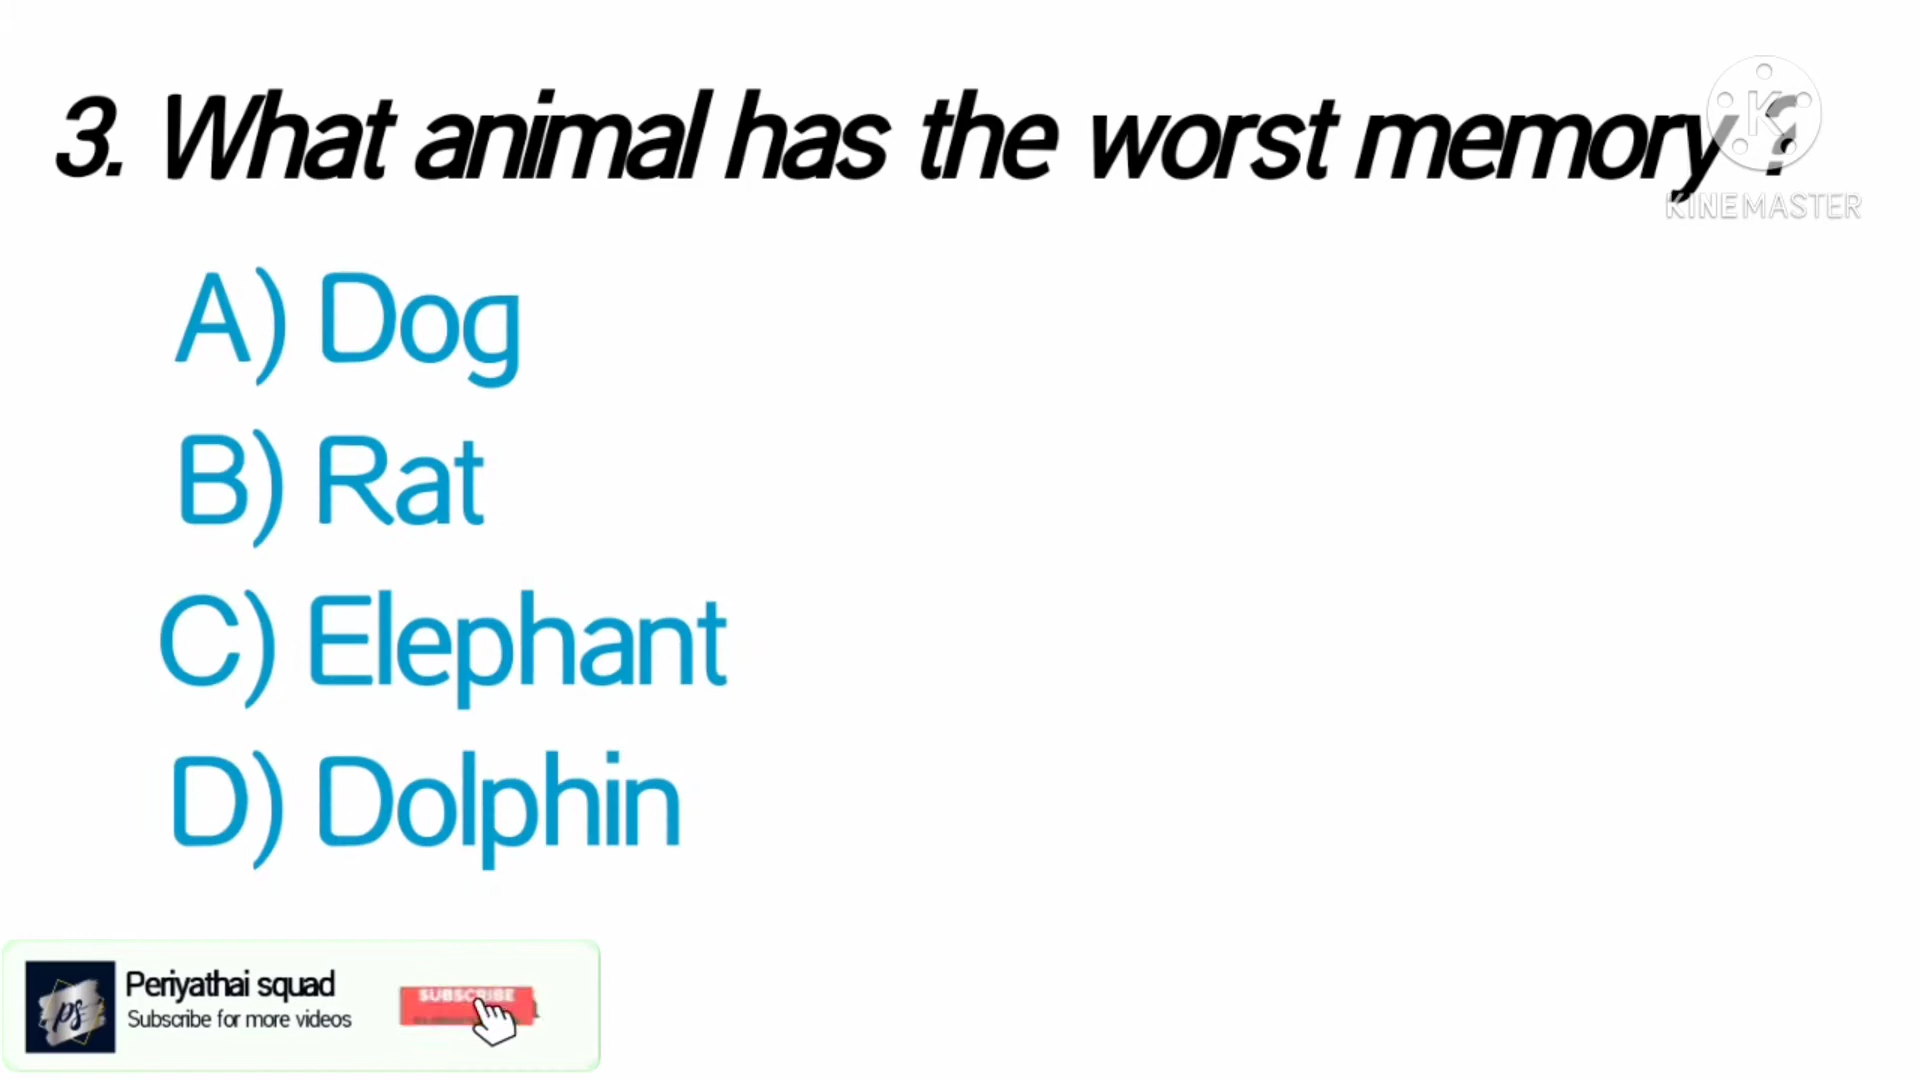 3. What animal has the worst memory ?
KINEMASTER
A) Dog
B) Rat
C) Elephant
D) Dolphin
Periyathai squad
Subscribe for more videos
SUBSCRIBE
ps